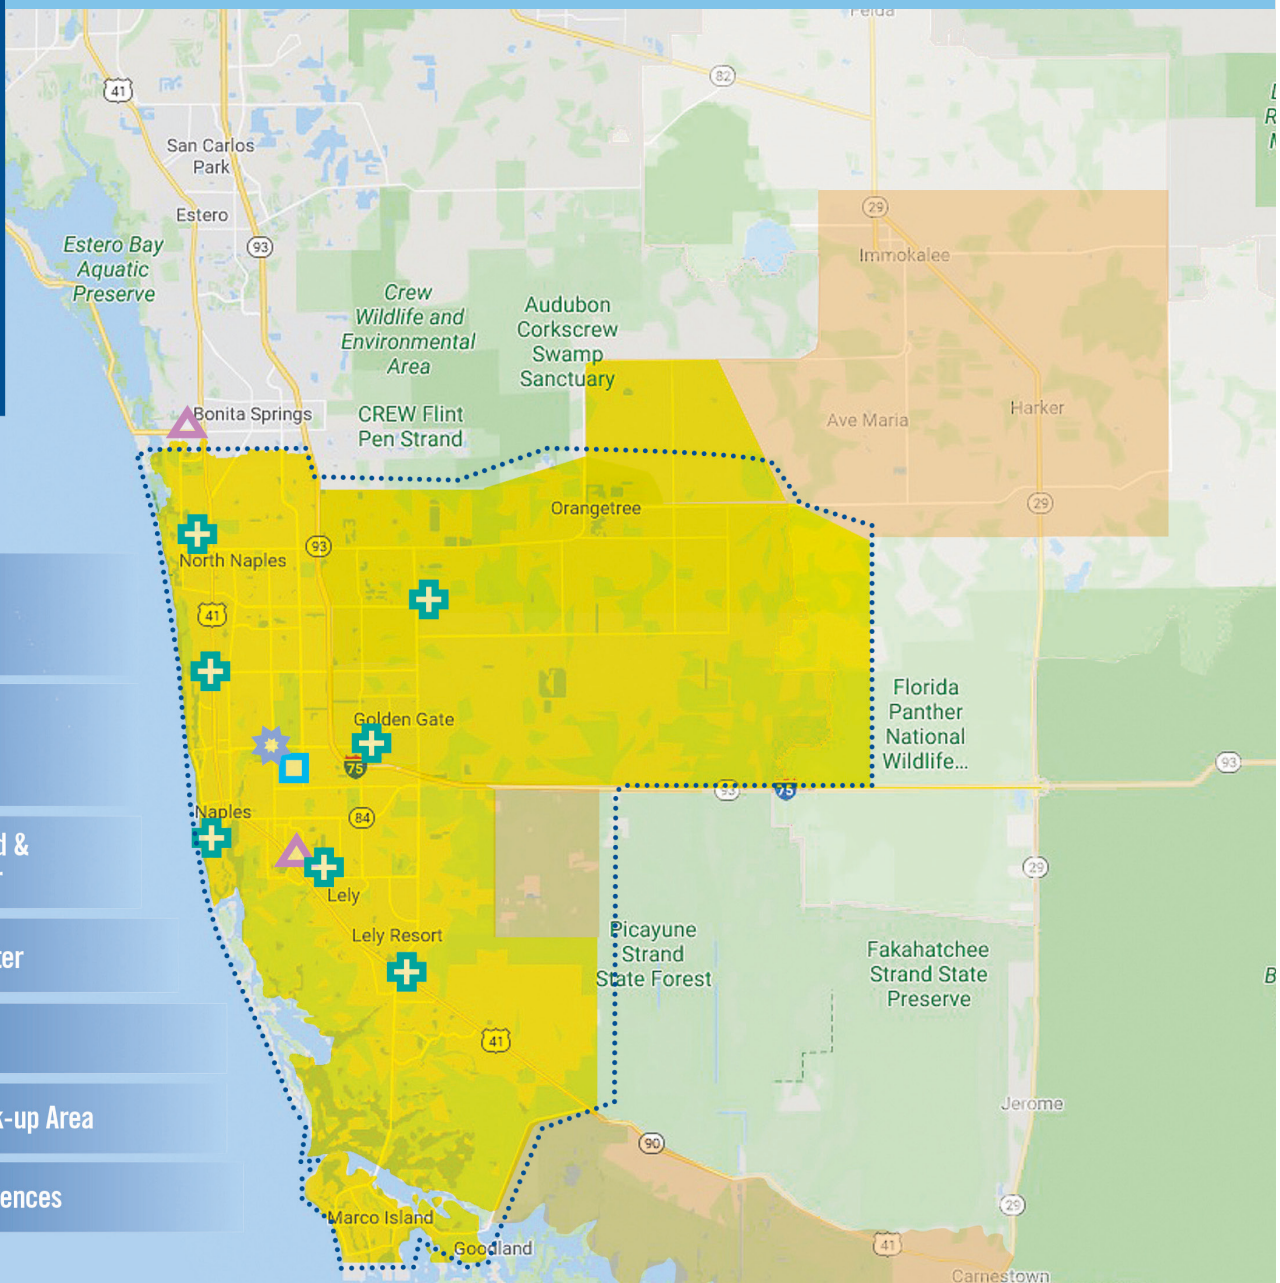 Felda
41
82
San Carlos
Park
Estero
29
Estero Bay
Aquatic
Preserve
93
Immokalee
Crew
Wildlife and
Environmental
Area
Audubon
Corkscrew
Swamp
Sanctuary
Bonita Springs
CREW Flint
Pen Strand
Ave Maria
Harker
29
Orangetree
93
North Naples
41
Florida
Panther
National
Wildlife...
Golden Gate
75
93
75
93
Naples
84
d &
29
Lely
Lely Resort
Picayune
Strand
State Forest
Fakahatchee
Strand State
Preserve
ter
41
k-up Area
Jerome
90
ences
29
Marco Island
Goodland
41
Carnestown